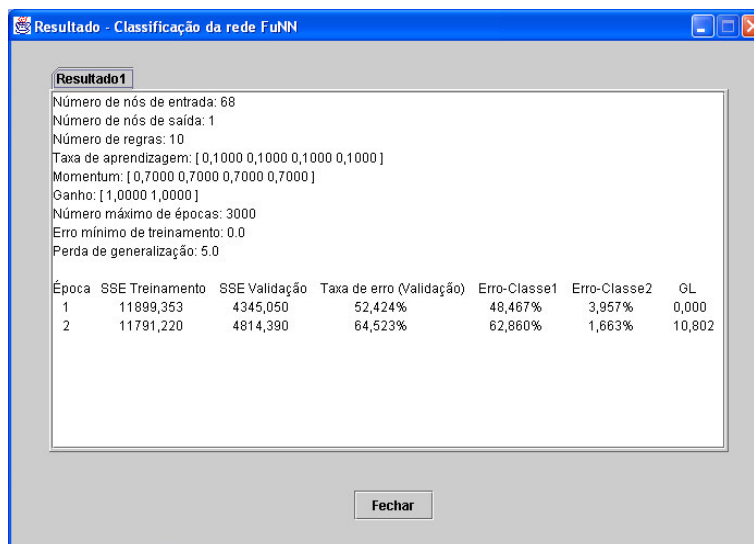 Resultado - Classificação da rede FuNN
Resultado1
Número de nós de entrada: 68
Número de nós de saída: 1
Número de regras: 10
Taxa de aprendizagem: [ 0,1000 0,1000 0,1000 0,1000 ]
Momentum: [ 0,7000 0,7000 0,7000 0,7000 ]
Ganho: [ 1,0000 1,0000 ]
Número máximo de épocas: 3000
Erro mínimo de treinamento: 0.0
Perda de generalização: 5.0
Época SSE Treinamento SSE Validação Taxa de erro (Validação) Erro-Classe1 Erro-Classe2 GL
1 11899,353 4345,050 52,424% 48,467% 3,957% 0,000
2 11791,220 4814,390 64,523% 62,860% 1,663% 10,802
Fechar